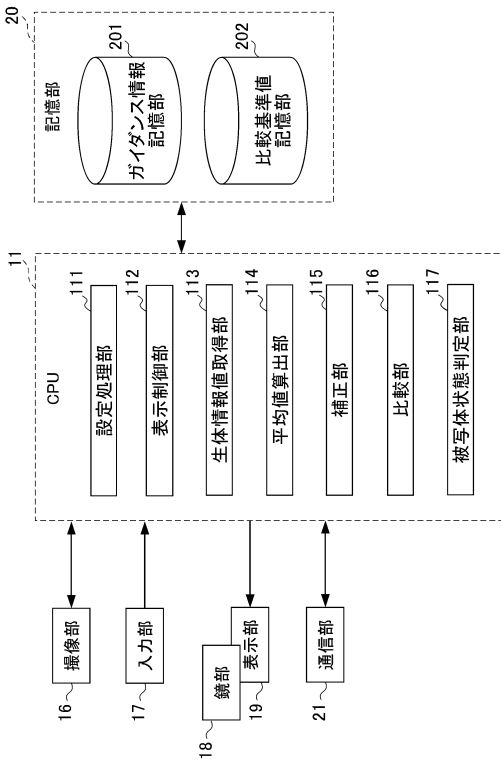 撮像部
16
入力部
17
鏡部
18
表示部
19
通信部
21
11
CPU
設定処理部
111
表示制御部
112
生体情報値取得部
113
平均値算出部
114
補正部
115
比較部
116
被写体状態判定部
117
20
記憶部
201
ガイダンス情報
記憶部
202
比較基準値
記憶部